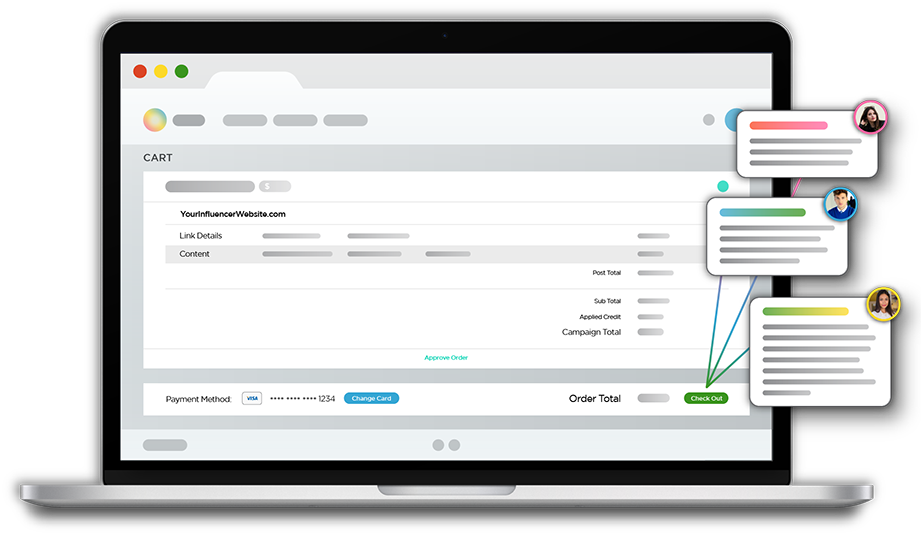 CART
$
YourInfluencerWebsite.com
Link Details
Content
Post Total
Sub Total
Applied Credit
Campaign Total
Approve Order
Payment Method: VISA •••• •••• •••• 1234 Change Card Order Total Check Out